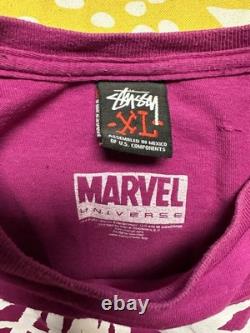 STÜSSY
-XL-
ASSEMBLED IN MEXICO
OF U.S. COMPONENTS
MARVEL
UNIVERSE